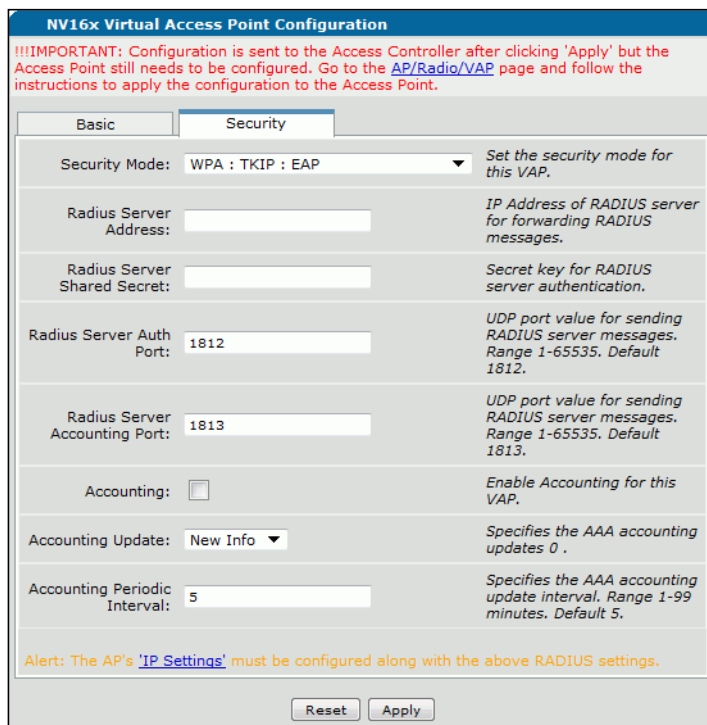 NV16x Virtual Access Point Configuration
!!!IMPORTANT: Configuration is sent to the Access Controller after clicking 'Apply' but the
Access Point still needs to be configured. Go to the AP/Radio/VAP page and follow the
instructions to apply the configuration to the Access Point.
Basic
Security
Security Mode:
WPA : TKIP : EAP
Set the security mode for
this VAP.
Radius Server
Address:
IP Address of RADIUS server
for forwarding RADIUS
messages.
Radius Server
Shared Secret:
Secret key for RADIUS
server authentication.
Radius Server Auth
Port:
1812
UDP port value for sending
RADIUS server messages.
Range 1-65535. Default
1812.
Radius Server
Accounting Port:
1813
UDP port value for sending
RADIUS server messages.
Range 1-65535. Default
1813.
Accounting:
Enable Accounting for this
VAP.
Accounting Update:
New Info
Specifies the AAA accounting
updates 0 .
Accounting Periodic
Interval:
5
Specifies the AAA accounting
update interval. Range 1-99
minutes. Default 5.
Alert: The AP's 'IP Settings' must be configured along with the above RADIUS settings.
Reset
Apply